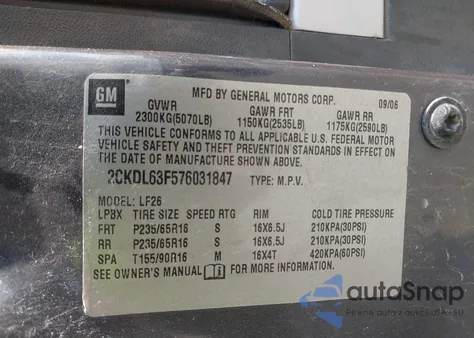 GM
MFD BY GENERAL MOTORS CORP. 09/06
GVWR GAWR FRT GAWR RR
2300KG(5070LB) 1150KG(2535LB) 1175KG(2590LB)
THIS VEHICLE CONFORMS TO ALL APPLICABLE U.S. FEDERAL MOTOR
VEHICLE SAFETY AND THEFT PREVENTION STANDARDS IN EFFECT ON
THE DATE OF MANUFACTURE SHOWN ABOVE.
2CKDL63F576031847 TYPE: M.P.V.
MODEL: LF26
LPBX TIRE SIZE SPEED RTG RIM COLD TIRE PRESSURE
FRT P235/65R16 S 16X6.5J 210KPA(30PSI)
RR P235/65R16 S 16X6.5J 210KPA(30PSI)
SPA T155/90R16 M 16X4T 420KPA(60PSI)
SEE OWNER'S MANUAL FOR MORE INFORMATION
autoSnap